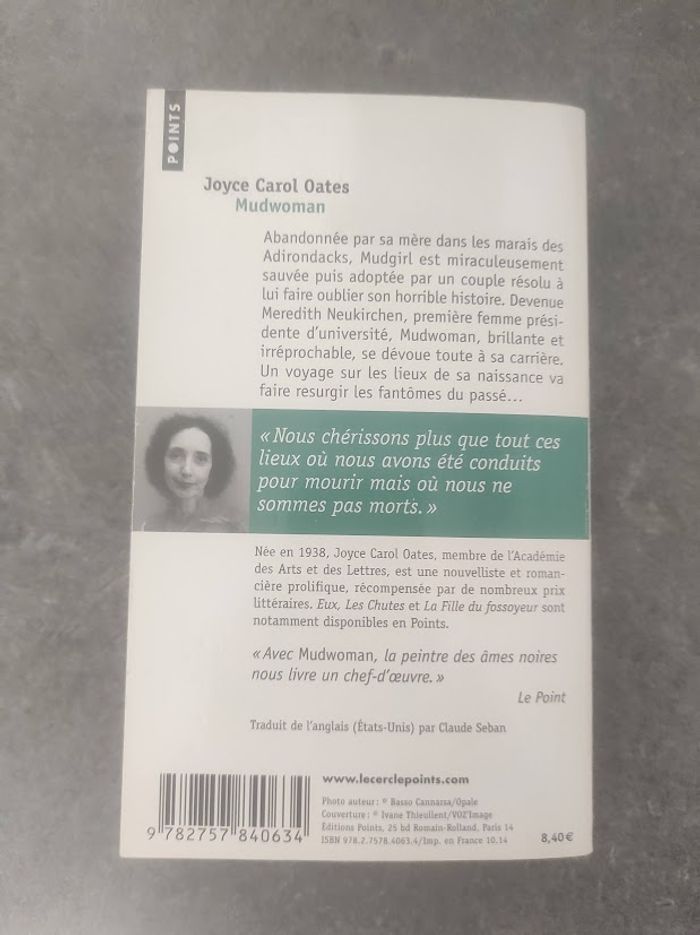 POINTS
Joyce Carol Oates
Mudwoman
Abandonnée par sa mère dans les marais des
Adirondacks, Mudgirl est miraculeusement
sauvée puis adoptée par un couple résolu à
lui faire oublier son horrible histoire. Devenue
Meredith Neukirchen, première femme prési-
dente d'université, Mudwoman, brillante et
irréprochable, se dévoue toute à sa carrière.
Un voyage sur les lieux de sa naissance va
faire resurgir les fantômes du passé…
« Nous chérissons plus que tout ces
lieux où nous avons été conduits
pour mourir mais où nous ne
sommes pas morts. »
Née en 1938, Joyce Carol Oates, membre de l'Académie
des Arts et des Lettres, est une nouvelliste et roman-
cière prolifique, récompensée par de nombreux prix
littéraires. Eux, Les Chutes et La Fille du fossoyeur sont
notamment disponibles en Points.
« Avec Mudwoman, la peintre des âmes noires
nous livre un chef-d'œuvre. »
Le Point
Traduit de l'anglais (États-Unis) par Claude Seban
www.lecerclepoints.com
Photo auteur : © Basso Cannarsa/Opale
Couverture : © Ivane Thieullent/VOZ'Image
Éditions Points, 25 bd Romain-Rolland, Paris 14
ISBN 978.2.7578.4063.4/Imp. en France 10.14
8,40 €
9 782757 840634